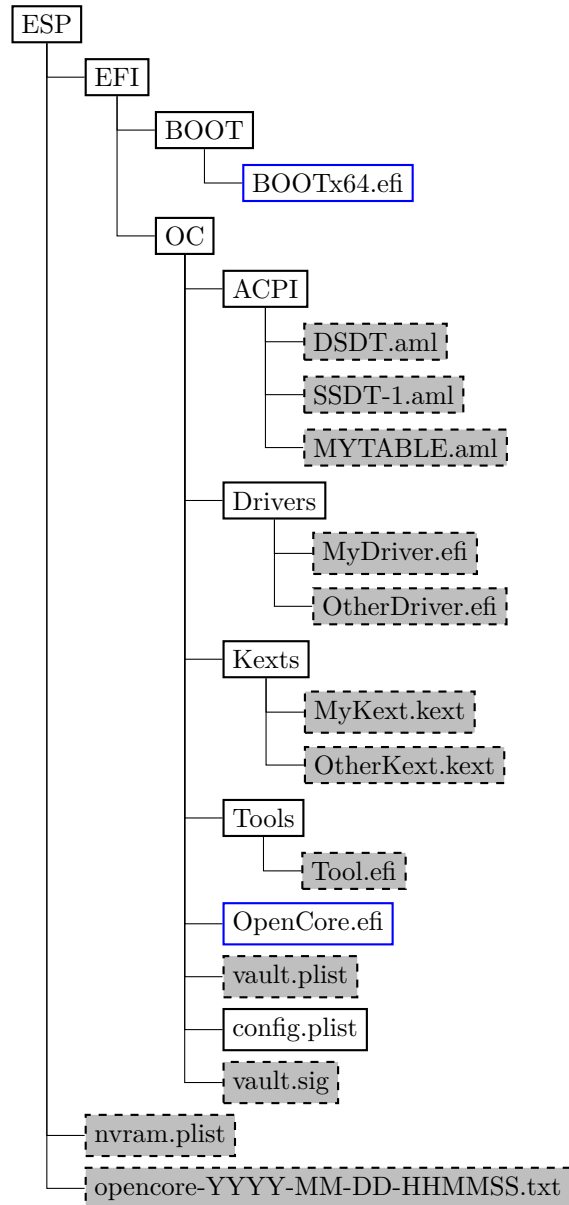 ESP
EFI
BOOT
BOOTx64.efi
OC
ACPI
DSDT.aml
SSDT-1.aml
MYTABLE.aml
Drivers
MyDriver.efi
OtherDriver.efi
Kexts
MyKext.kext
OtherKext.kext
Tools
Tool.efi
OpenCore.efi
vault.plist
config.plist
vault.sig
nvram.plist
opencore-YYYY-MM-DD-HHMMSS.txt